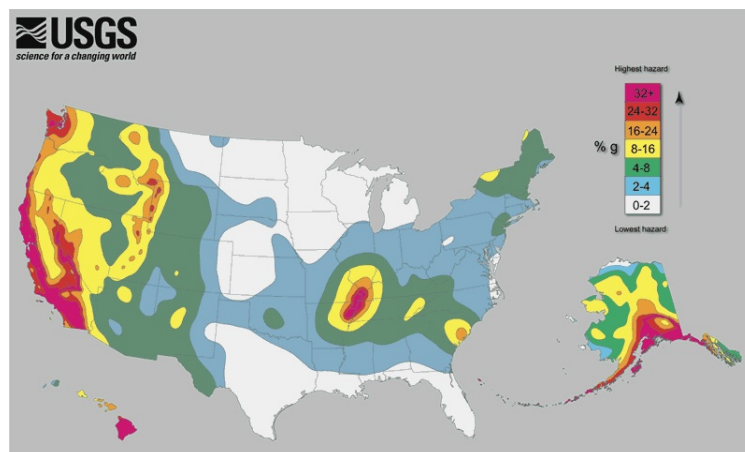 USGS
science for a changing world
Highest hazard
32+
24-32
16-24
% g
8-16
4-8
2-4
0-2
Lowest hazard